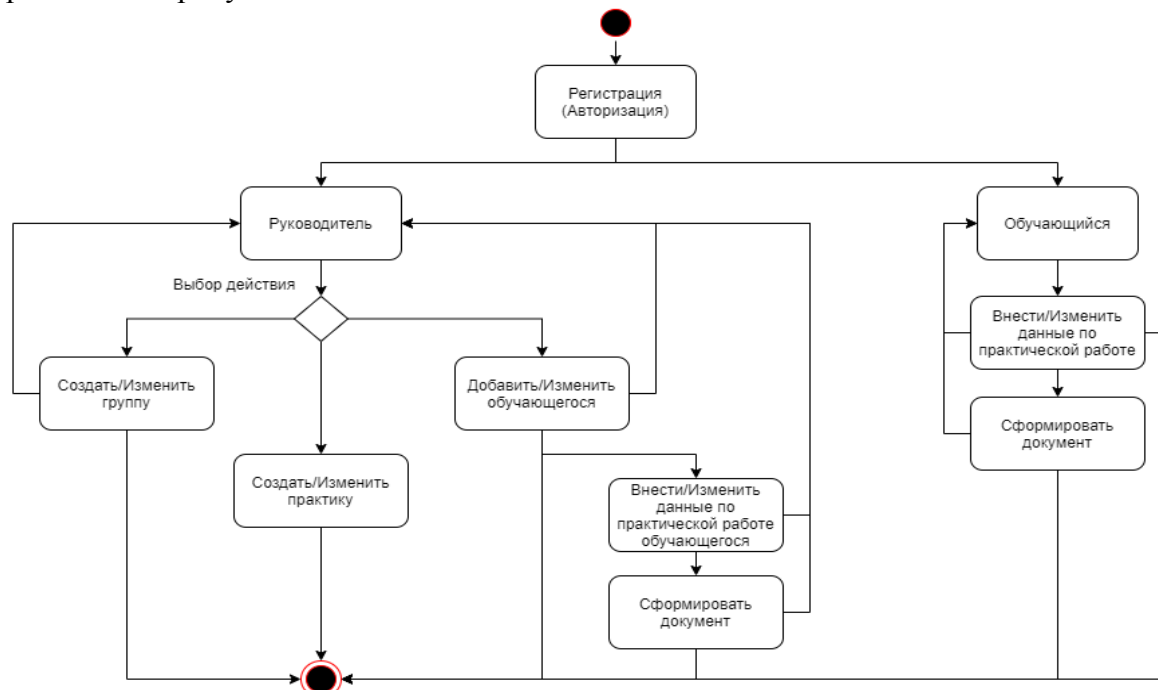 Регистрация
(Авторизация)
Руководитель
Обучающийся
Выбор действия
Внести/Изменить
данные по
практической работе
Создать/Изменить
группу
Добавить/Изменить
обучающегося
Сформировать
документ
Создать/Изменить
практику
Внести/Изменить
данные по
практической работе
обучающегося
Сформировать
документ